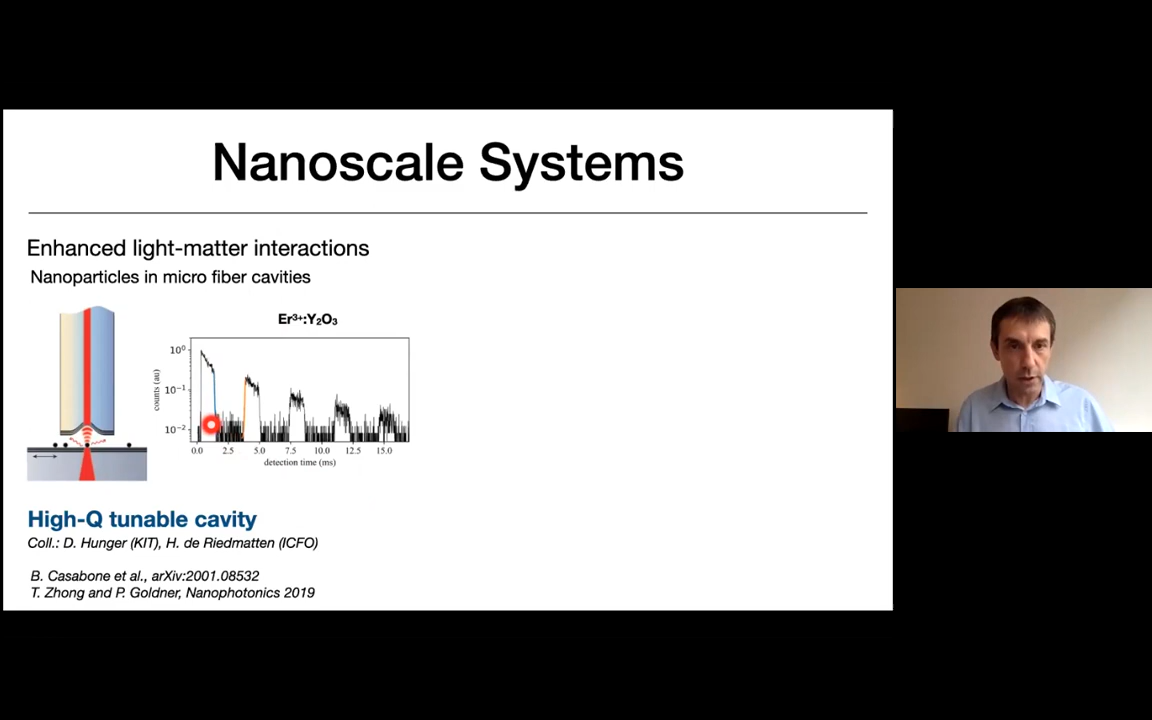 Nanoscale Systems
Enhanced light-matter interactions
Nanoparticles in micro fiber cavities
Er³⁺:Y₂O₃
10⁰
10⁻¹
10⁻²
counts (au)
0.0 2.5 5.0 7.5 10.0 12.5 15.0
detection time (ms)
High-Q tunable cavity
Coll.: D. Hunger (KIT), H. de Riedmatten (ICFO)
B. Casabone et al., arXiv:2001.08532
T. Zhong and P. Goldner, Nanophotonics 2019